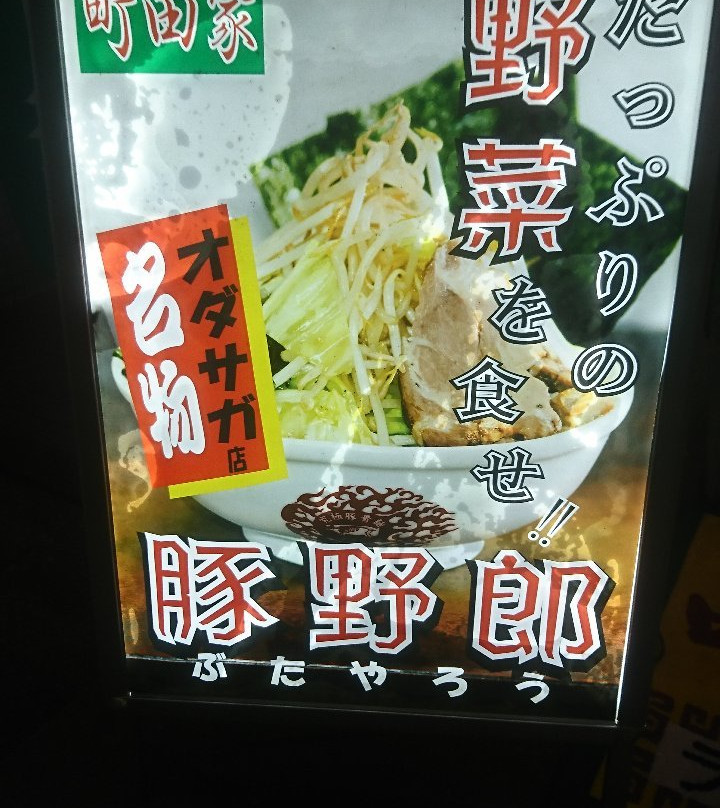 町田家
たっぷりの
野菜を食せ!!
オダサガ店
名物
豚野郎
ぶたやろう